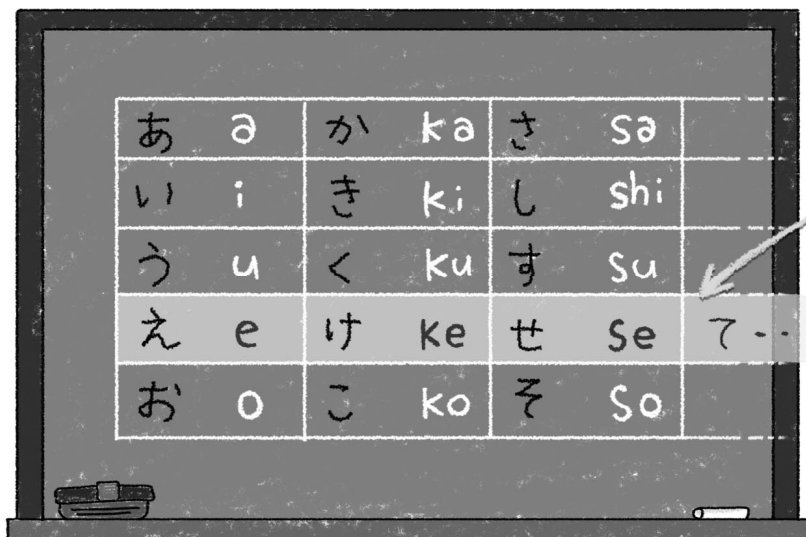 あ a か ka さ sa
い i き ki し shi
う u く ku す su
え e け ke せ se て‥
お o こ ko そ so